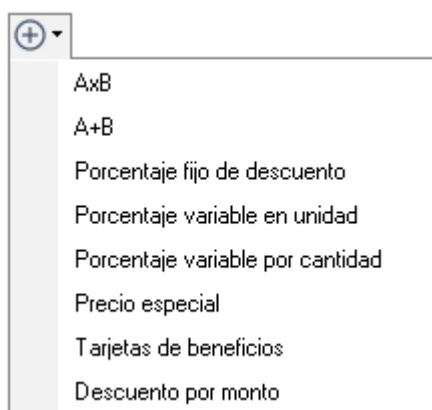 AxB
A+B
Porcentaje fijo de descuento
Porcentaje variable en unidad
Porcentaje variable por cantidad
Precio especial
Tarjetas de beneficios
Descuento por monto